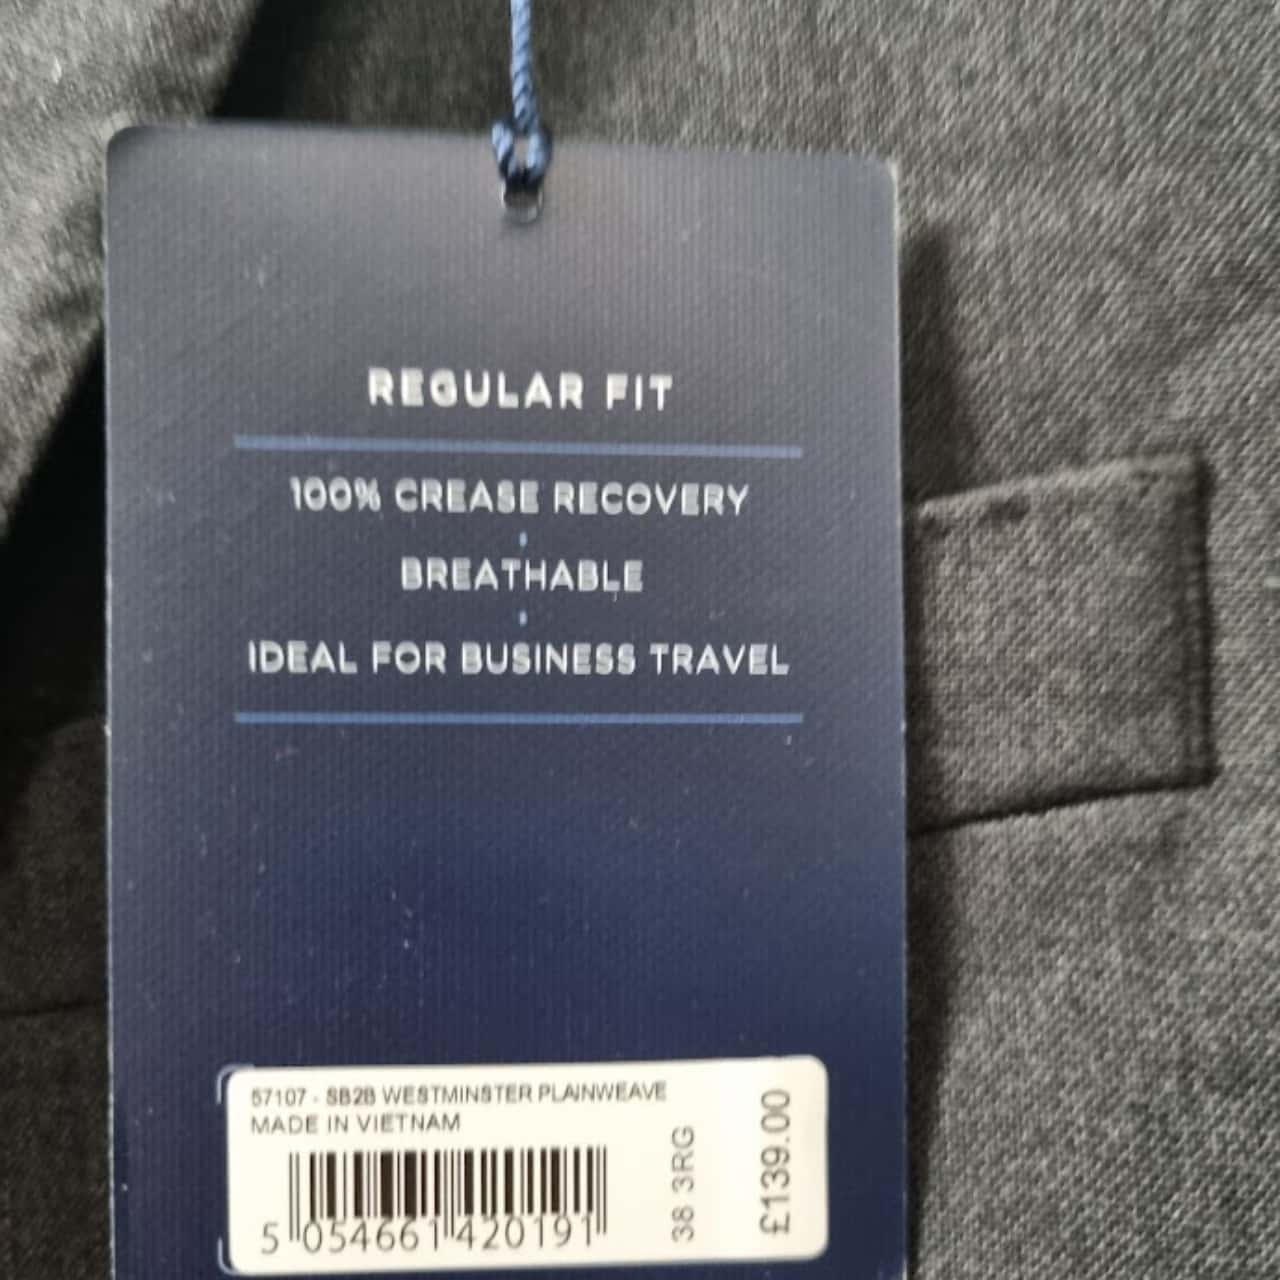 REGULAR FIT
100% CREASE RECOVERY
BREATHABLE
IDEAL FOR BUSINESS TRAVEL
57107 - SB2B WESTMINSTER PLAINWEAVE
MADE IN VIETNAM
5 054661 420191
38 3RG
£139.00